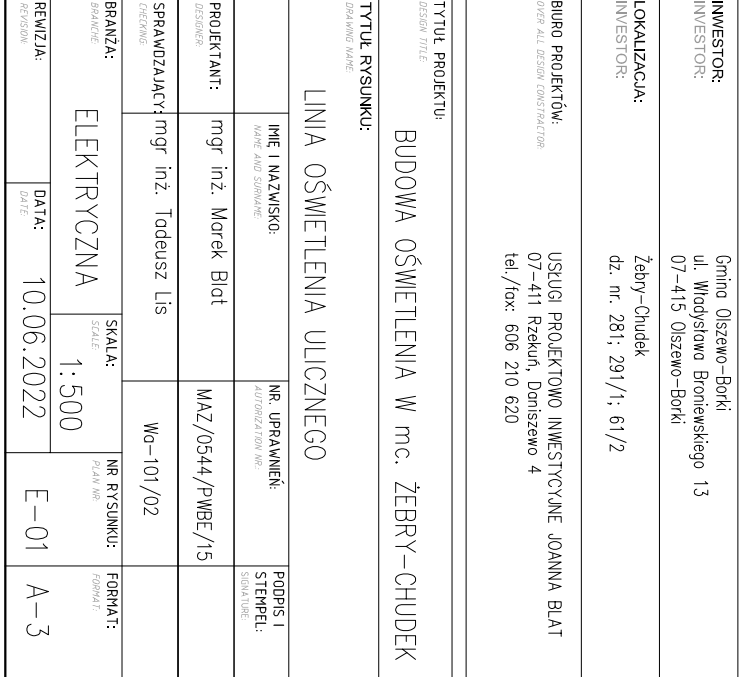 INWESTOR:
INVESTOR:
Gmina Olszewo-Borki
ul. Władysława Broniewskiego 13
07-415 Olszewo-Borki
LOKALIZACJA:
INVESTOR:
Żebry-Chudek
dz. nr. 281; 291/1; 61/2
BIURO PROJEKTÓW:
OVER ALL DESIGN CONSTRACTOR:
USŁUGI PROJEKTOWO INWESTYCYJNE JOANNA BLAT
07-411 Rzekuń, Daniszewo 4
tel./fax: 606 210 620
TYTUŁ PROJEKTU:
DESIGN TITLE:
BUDOWA OŚWIETLENIA W mc. ŻEBRY-CHUDEK
TYTUŁ RYSUNKU:
DRAWING NAME:
LINIA OŚWIETLENIA ULICZNEGO
IMIĘ I NAZWISKO:
NAME AND SURNAME:
NR. UPRAWNIEŃ:
AUTORIZATION NR.:
PODPIS I
STEMPEL:
SIGNATURE:
PROJEKTANT:
DESIGNER:
mgr inż. Marek Blat
MAZ/0544/PWBE/15
SPRAWDZAJĄCY:
CHECKING:
mgr inż. Tadeusz Lis
Wa-101/02
BRANŻA:
BRANCHE:
ELEKTRYCZNA
SKALA:
SCALE:
1:500
NR RYSUNKU:
PLAN NR:
E-01
FORMAT:
FORMAT:
A-3
REWIZJA:
REVISION:
DATA:
DATE:
10.06.2022